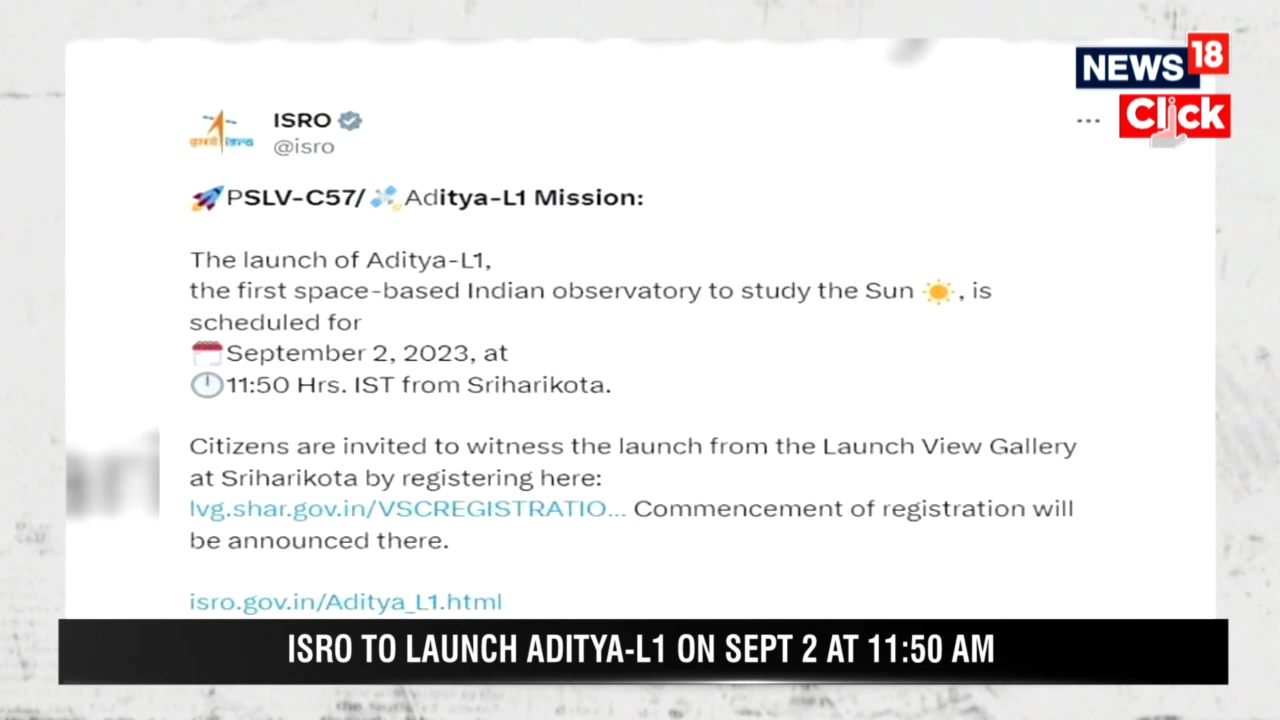 NEWS 18
Click
ISRO
@isro
🚀PSLV-C57/🛰️Aditya-L1 Mission:
The launch of Aditya-L1,
the first space-based Indian observatory to study the Sun ☀️, is
scheduled for
🗓️September 2, 2023, at
🕛11:50 Hrs. IST from Sriharikota.
Citizens are invited to witness the launch from the Launch View Gallery
at Sriharikota by registering here:
lvg.shar.gov.in/VSCREGISTRATIO... Commencement of registration will
be announced there.
isro.gov.in/Aditya_L1.html
ISRO TO LAUNCH ADITYA-L1 ON SEPT 2 AT 11:50 AM